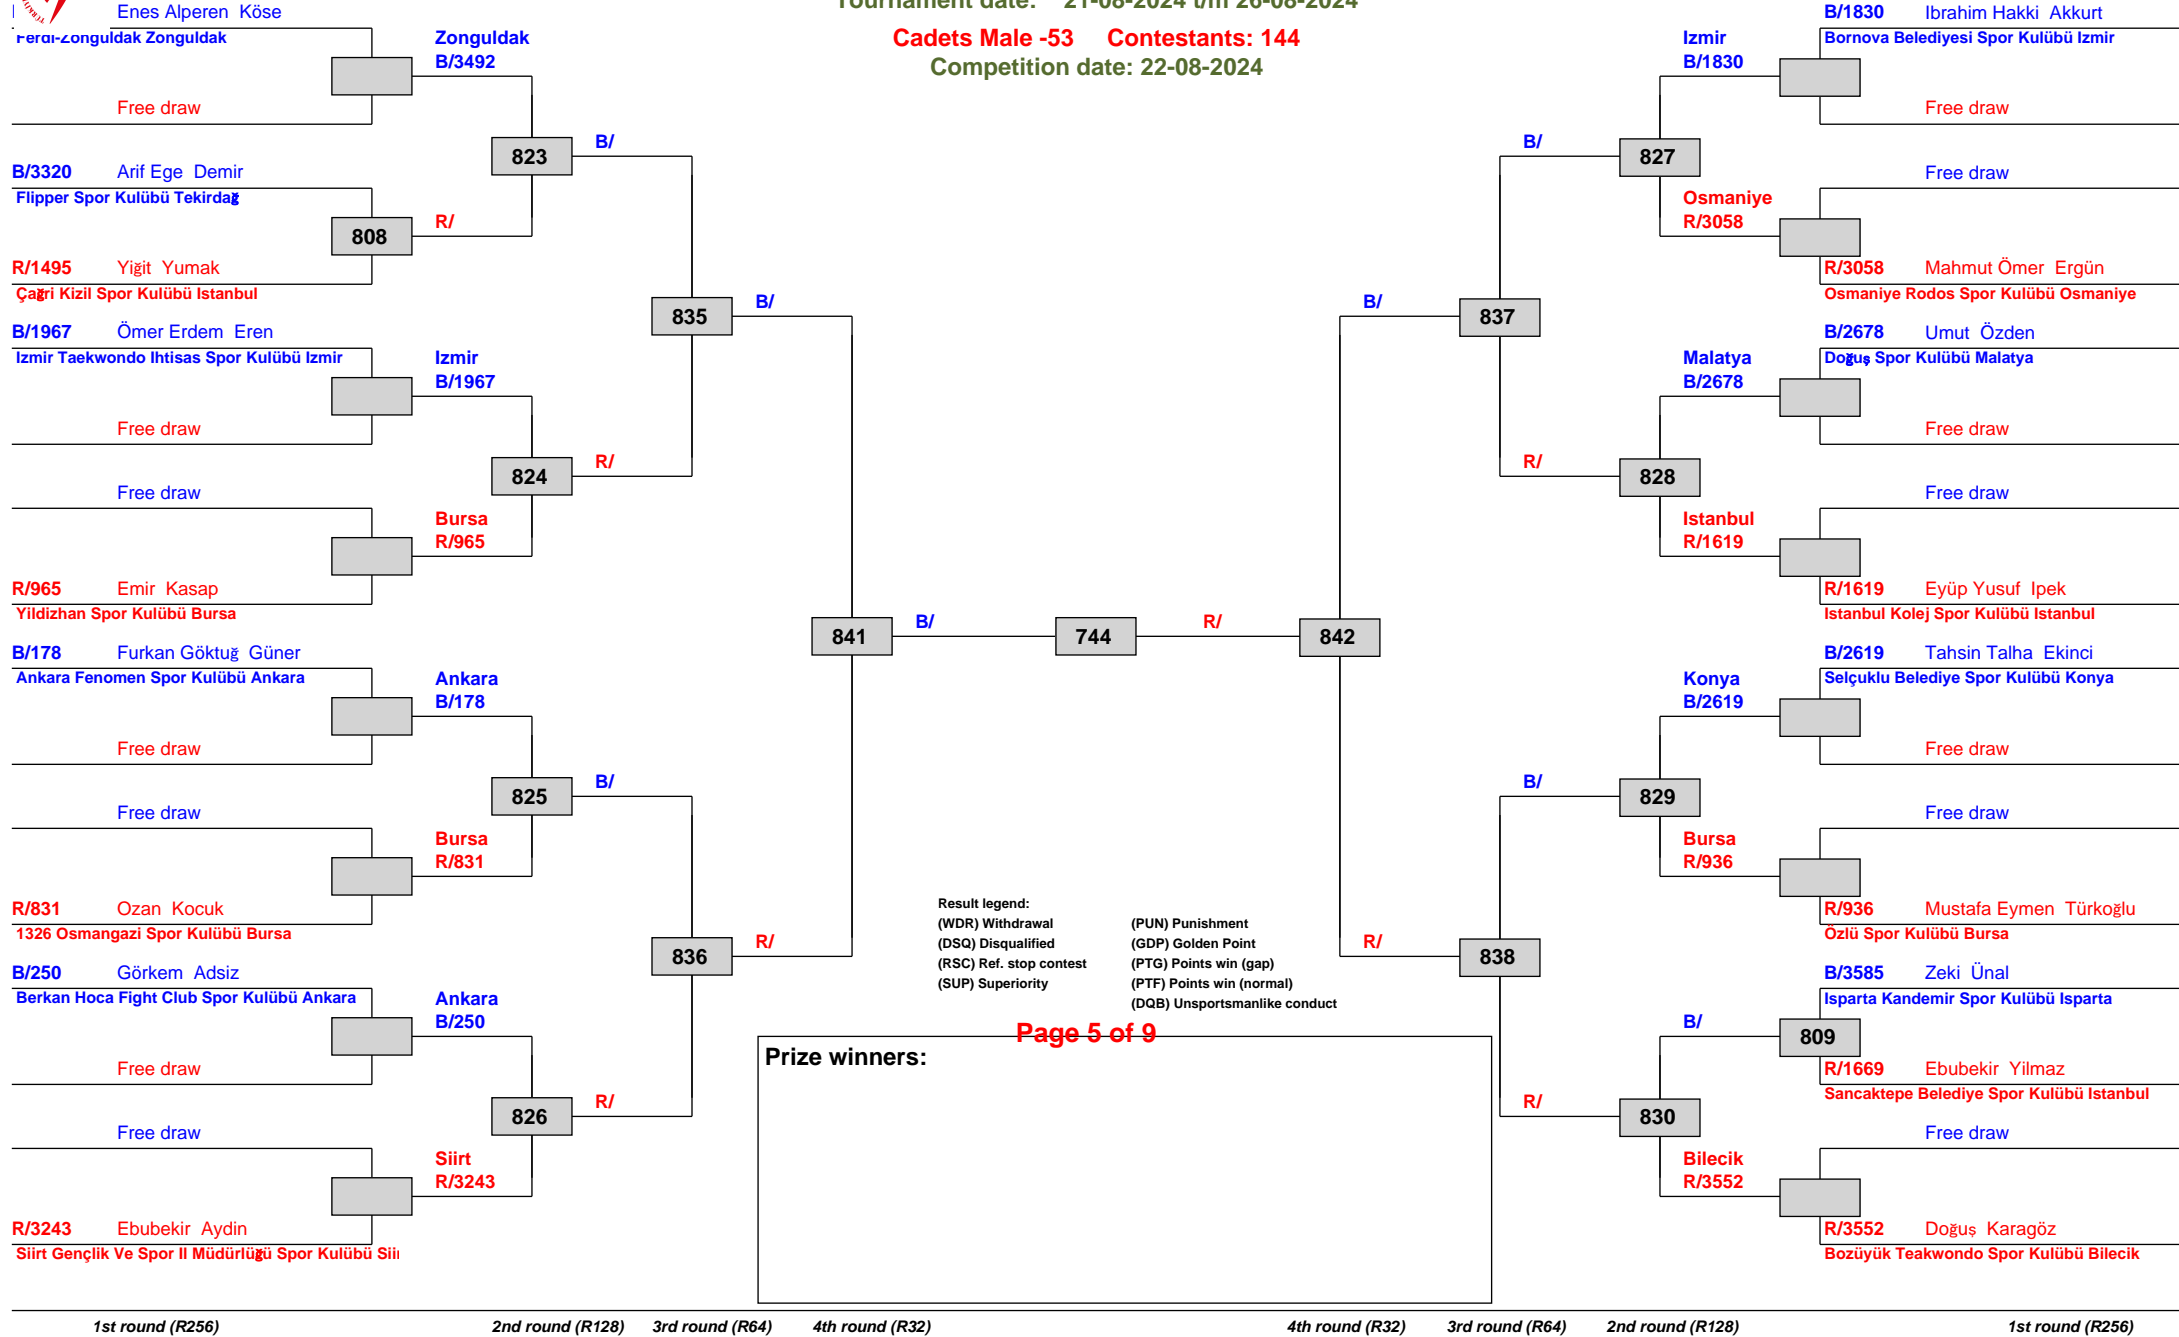 Tournament date: 21-08-2024 t/m 26-08-2024
Cadets Male -53 Contestants: 144
Competition date: 22-08-2024
Enes Alperen Köse
Ferdi-Zonguldak Zonguldak
Free draw
B/3320 Arif Ege Demir
Flipper Spor Kulübü Tekirdağ
R/1495 Yiğit Yumak
Çağri Kizil Spor Kulübü Istanbul
B/1967 Ömer Erdem Eren
Izmir Taekwondo Ihtisas Spor Kulübü Izmir
Free draw
Free draw
R/965 Emir Kasap
Yildizhan Spor Kulübü Bursa
B/178 Furkan Göktuğ Güner
Ankara Fenomen Spor Kulübü Ankara
Free draw
Free draw
R/831 Ozan Kocuk
1326 Osmangazi Spor Kulübü Bursa
B/250 Görkem Adsiz
Berkan Hoca Fight Club Spor Kulübü Ankara
Free draw
Free draw
R/3243 Ebubekir Aydin
Siirt Gençlik Ve Spor II Müdürlüğü Spor Kulübü Sii
808
Zonguldak
B/3492
R/
Izmir
B/1967
Bursa
R/965
Ankara
B/178
Bursa
R/831
Ankara
B/250
Siirt
R/3243
823
B/
824
R/
825
B/
826
R/
835
B/
836
R/
841
B/
744
R/
842
B/
837
R/
838
B/
827
R/
828
B/
829
R/
830
Izmir
B/1830
Osmaniye
R/3058
Malatya
B/2678
Istanbul
R/1619
Konya
B/2619
Bursa
R/936
B/
809
Bilecik
R/3552
B/1830 Ibrahim Hakki Akkurt
Bornova Belediyesi Spor Kulübü Izmir
Free draw
Free draw
R/3058 Mahmut Ömer Ergün
Osmaniye Rodos Spor Kulübü Osmaniye
B/2678 Umut Özden
Doğuş Spor Kulübü Malatya
Free draw
Free draw
R/1619 Eyüp Yusuf Ipek
Istanbul Kolej Spor Kulübü Istanbul
B/2619 Tahsin Talha Ekinci
Selçuklu Belediye Spor Kulübü Konya
Free draw
Free draw
R/936 Mustafa Eymen Türkoğlu
Özlü Spor Kulübü Bursa
B/3585 Zeki Ünal
Isparta Kandemir Spor Kulübü Isparta
R/1669 Ebubekir Yilmaz
Sancaktepe Belediye Spor Kulübü Istanbul
Free draw
R/3552 Doğuş Karagöz
Bozüyük Teakwondo Spor Kulübü Bilecik
Result legend:
(WDR) Withdrawal (PUN) Punishment
(DSQ) Disqualified (GDP) Golden Point
(RSC) Ref. stop contest (PTG) Points win (gap)
(SUP) Superiority (PTF) Points win (normal)
(DQB) Unsportsmanlike conduct
Page 5 of 9
Prize winners:
1st round (R256) 2nd round (R128) 3rd round (R64) 4th round (R32) 4th round (R32) 3rd round (R64) 2nd round (R128) 1st round (R256)